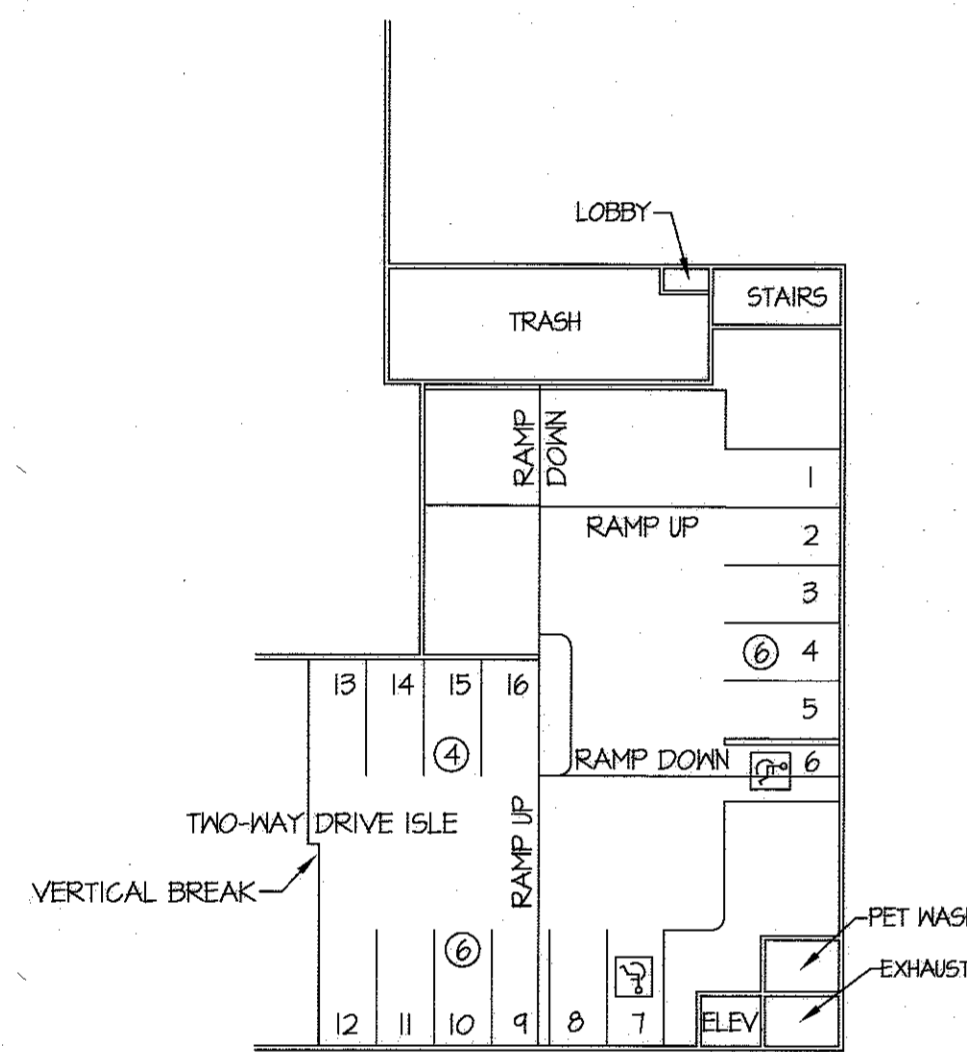 LOBBY
STAIRS
TRASH
RAMP
DOWN
1
RAMP UP
2
3
6 4
5
13 14 15 16
4
RAMP DOWN 6
TWO-WAY DRIVE ISLE
RAMP UP
VERTICAL BREAK
PET WASH
EXHAUST
6
12 11 10 9 8 7 ELEV